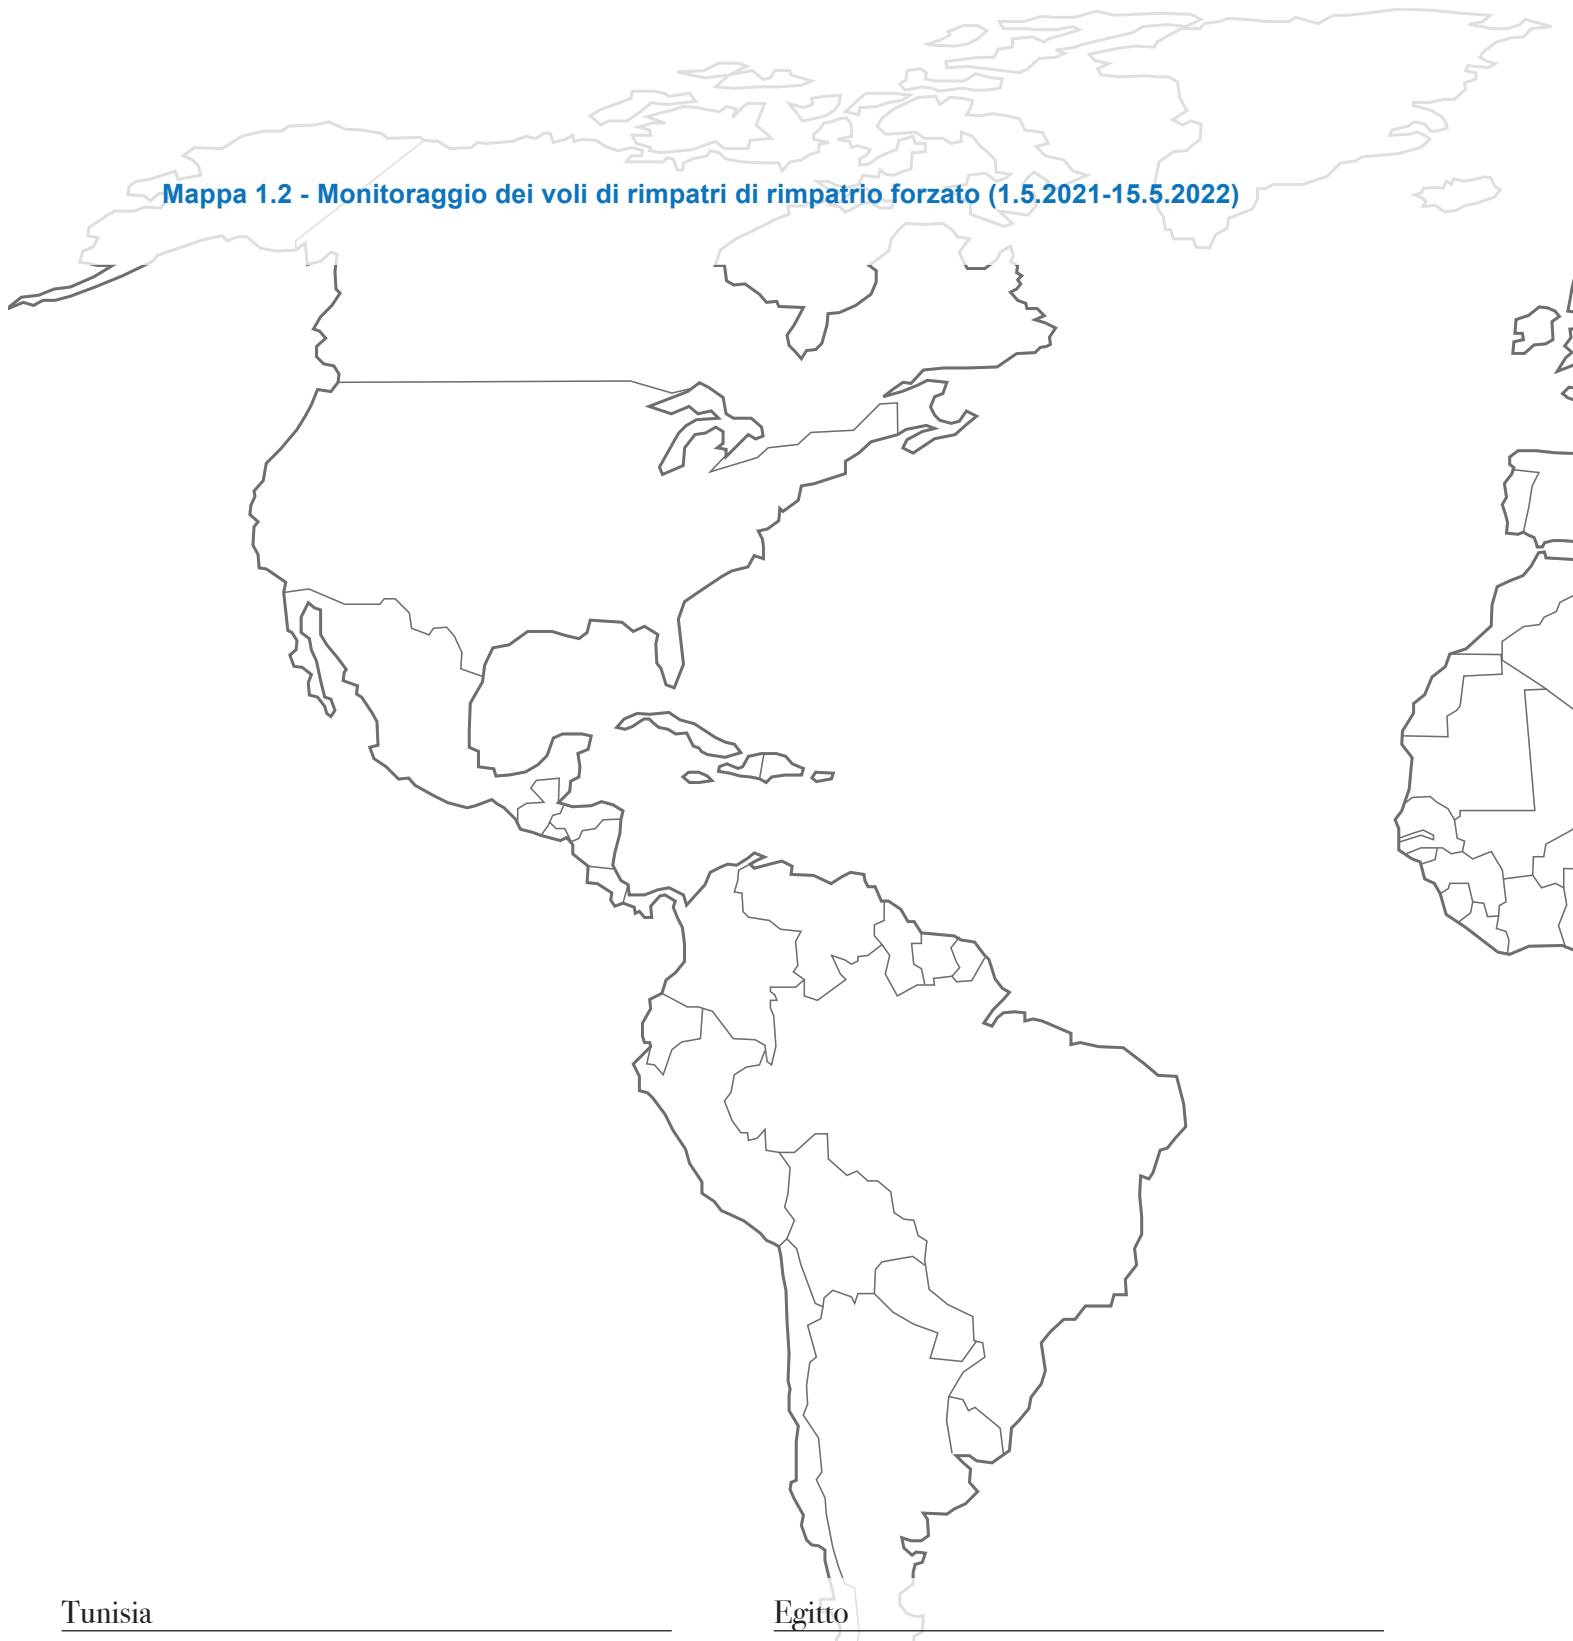 Mappa 1.2 - Monitoraggio dei voli di rimpatri di rimpatrio forzato (1.5.2021-15.5.2022)
Tunisia
Egitto